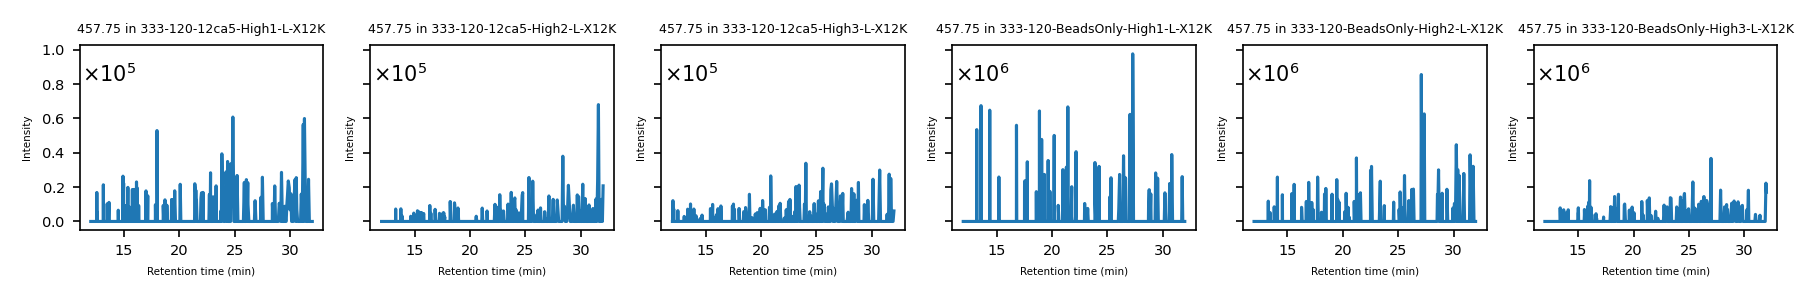 457.75 in 333-120-12ca5-High1-L-X12K
457.75 in 333-120-12ca5-High2-L-X12K
457.75 in 333-120-12ca5-High3-L-X12K
457.75 in 333-120-BeadsOnly-High1-L-X12K
457.75 in 333-120-BeadsOnly-High2-L-X12K
457.75 in 333-120-BeadsOnly-High3-L-X12K
×10⁵
×10⁵
×10⁵
×10⁶
×10⁶
×10⁶
1.0
0.8
0.6
0.4
0.2
0.0
Intensity
Intensity
Intensity
Intensity
Intensity
Intensity
15 20 25 30
15 20 25 30
15 20 25 30
15 20 25 30
15 20 25 30
15 20 25 30
Retention time (min)
Retention time (min)
Retention time (min)
Retention time (min)
Retention time (min)
Retention time (min)